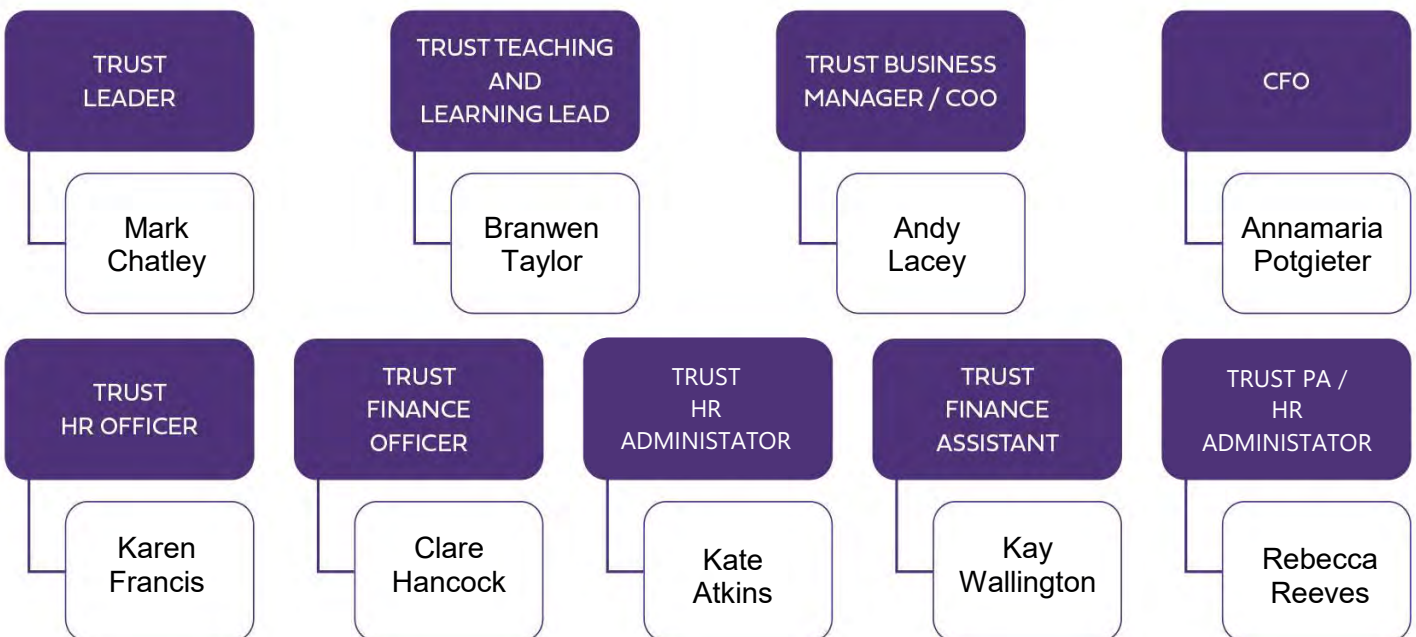 TRUST
LEADER
Mark
Chatley
TRUST TEACHING
AND
LEARNING LEAD
Branwen
Taylor
TRUST BUSINESS
MANAGER / COO
Andy
Lacey
CFO
Annamaria
Potgieter
TRUST
HR OFFICER
Karen
Francis
TRUST
FINANCE
OFFICER
Clare
Hancock
TRUST
HR
ADMINISTATOR
Kate
Atkins
TRUST
FINANCE
ASSISTANT
Kay
Wallington
TRUST PA /
HR
ADMINISTATOR
Rebecca
Reeves